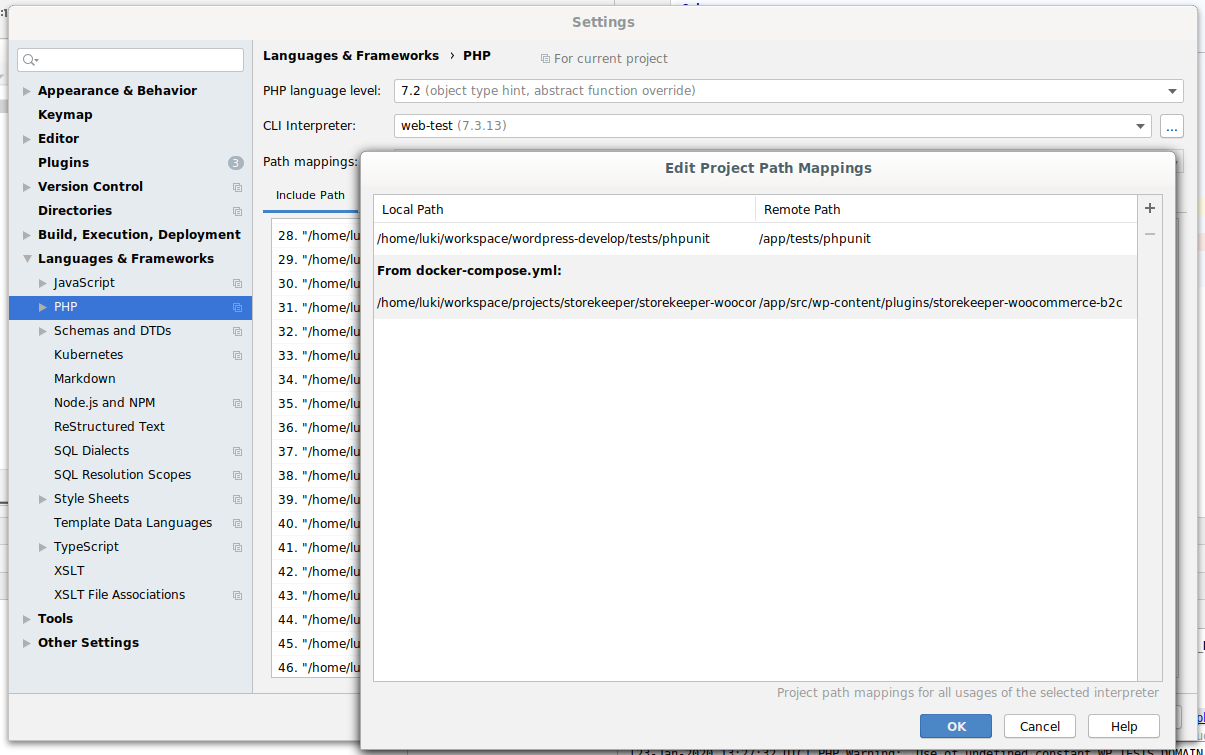 Settings
Languages & Frameworks › PHP
For current project
PHP language level:
7.2 (object type hint, abstract function override)
CLI Interpreter:
web-test (7.3.13)
...
Path mappings:
Include Path
Appearance & Behavior
Keymap
Editor
Plugins
3
Version Control
Directories
Build, Execution, Deployment
Languages & Frameworks
JavaScript
PHP
Schemas and DTDs
Kubernetes
Markdown
Node.js and NPM
ReStructured Text
SQL Dialects
SQL Resolution Scopes
Style Sheets
Template Data Languages
TypeScript
XSLT
XSLT File Associations
Tools
Other Settings
28. "/home/lu
29. "/home/lu
30. "/home/lu
31. "/home/lu
32. "/home/lu
33. "/home/lu
34. "/home/lu
35. "/home/lu
36. "/home/lu
37. "/home/lu
38. "/home/lu
39. "/home/lu
40. "/home/lu
41. "/home/lu
42. "/home/lu
43. "/home/lu
44. "/home/lu
45. "/home/lu
46. "/home/lu
Edit Project Path Mappings
Local Path
Remote Path
/home/luki/workspace/wordpress-develop/tests/phpunit
/app/tests/phpunit
From docker-compose.yml:
/home/luki/workspace/projects/storekeeper/storekeeper-woocor
/app/src/wp-content/plugins/storekeeper-woocommerce-b2c
Project path mappings for all usages of the selected interpreter
OK
Cancel
Help
[23-Jan-2020 13:27:32 UTC] PHP Warning: Use of undefined constant WP_TESTS_DOMAIN